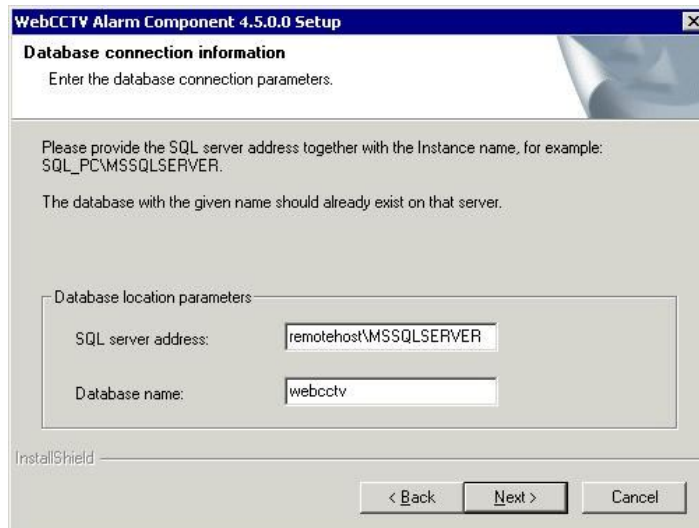 WebCCTV Alarm Component 4.5.0.0 Setup
Database connection information
Enter the database connection parameters.
Please provide the SQL server address together with the Instance name, for example:
SQL_PC\MSSQLSERVER.
The database with the given name should already exist on that server.
Database location parameters
SQL server address:
remotehost\MSSQLSERVER
Database name:
webcctv
InstallShield
< Back
Next >
Cancel